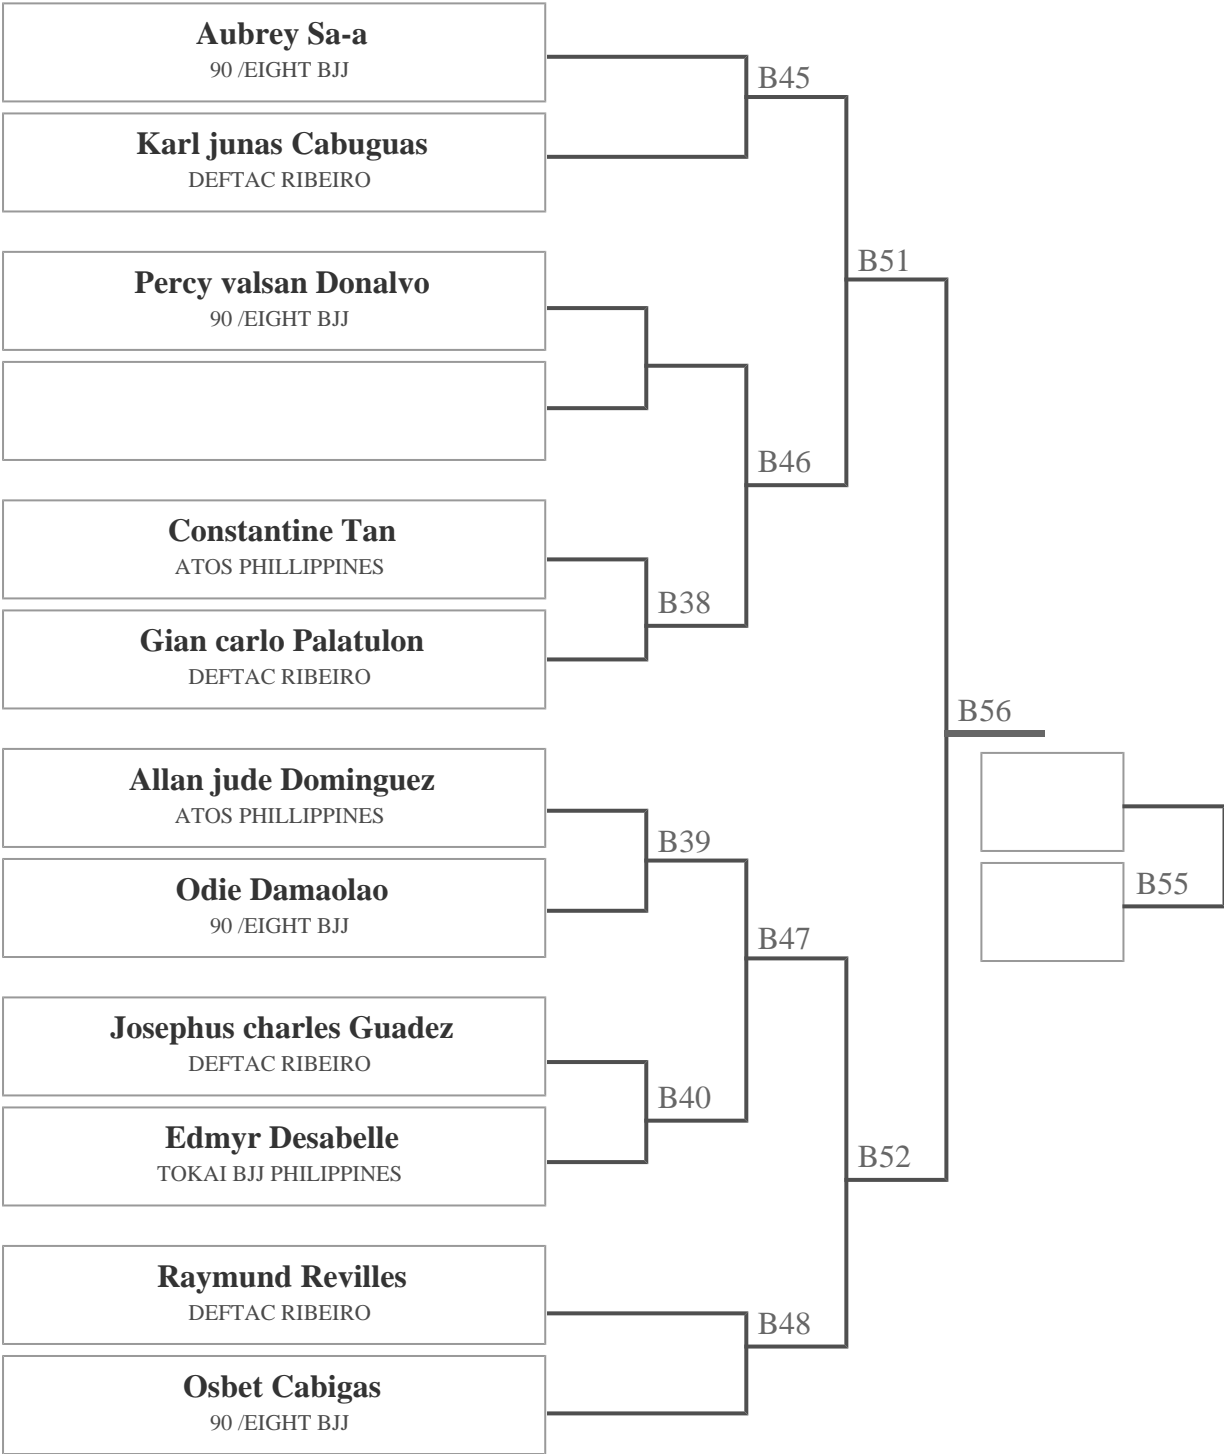 Aubrey Sa-a
90 /EIGHT BJJ
B45
Karl junas Cabuguas
DEFTAC RIBEIRO
B51
Percy valsan Donalvo
90 /EIGHT BJJ
B46
Constantine Tan
ATOS PHILLIPPINES
B38
Gian carlo Palatulon
DEFTAC RIBEIRO
B56
Allan jude Dominguez
ATOS PHILLIPPINES
B39
Odie Damaolao
90 /EIGHT BJJ
B55
B47
Josephus charles Guadez
DEFTAC RIBEIRO
B40
Edmyr Desabelle
TOKAI BJJ PHILIPPINES
B52
Raymund Revilles
DEFTAC RIBEIRO
B48
Osbet Cabigas
90 /EIGHT BJJ